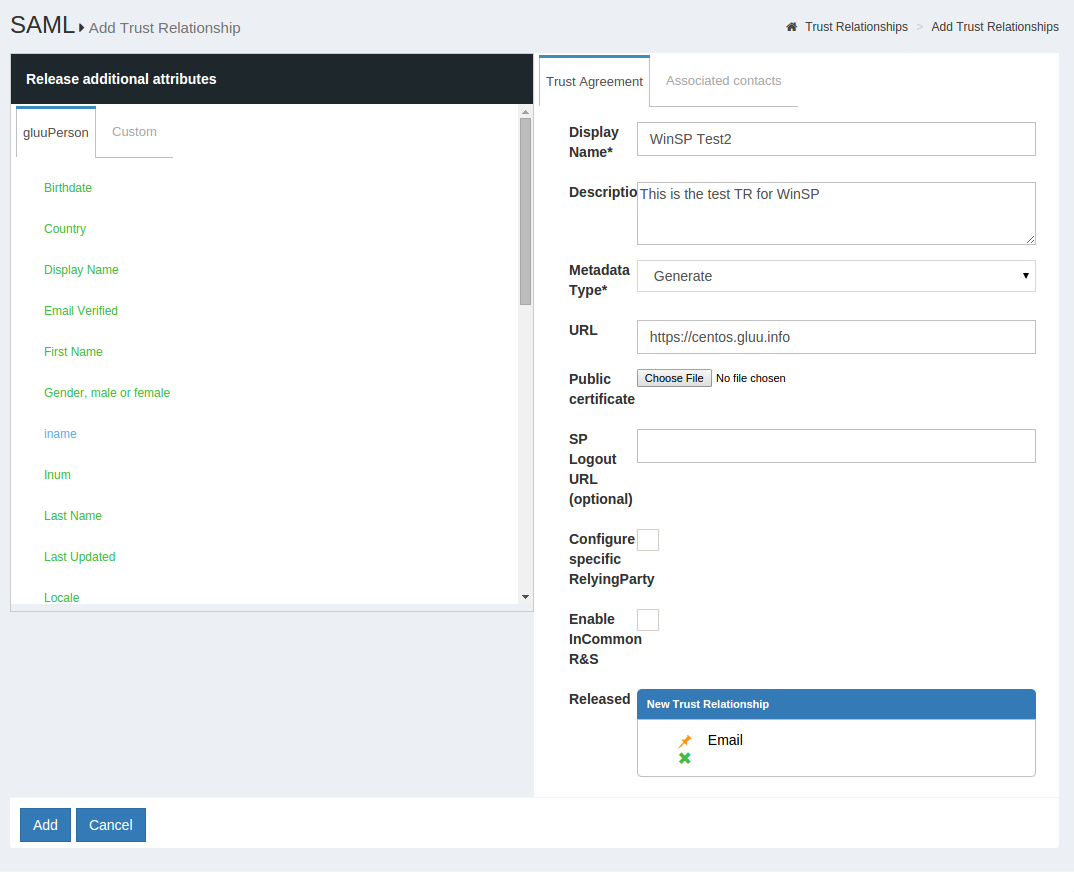 SAML Add Trust Relationship
Trust Relationships > Add Trust Relationships
Release additional attributes
gluuPerson Custom
Birthdate
Country
Display Name
Email Verified
First Name
Gender, male or female
iname
Inum
Last Name
Last Updated
Locale
Trust Agreement Associated contacts
Display
Name*
WinSP Test2
Descriptio
This is the test TR for WinSP
Metadata
Type*
Generate
URL
https://centos.gluu.info
Public
certificate
Choose File No file chosen
SP
Logout
URL
(optional)
Configure
specific
RelyingParty
Enable
InCommon
R&S
Released
New Trust Relationship
Email
Add Cancel